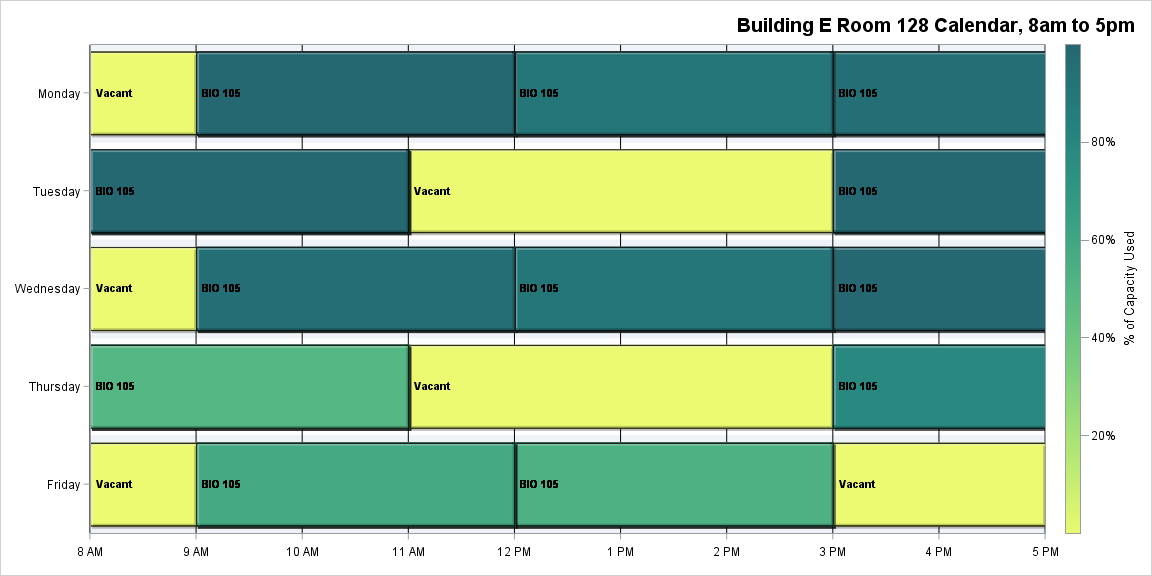 Building E Room 128 Calendar, 8am to 5pm
Monday
Vacant
BIO 105
BIO 105
BIO 105
Tuesday
BIO 105
Vacant
BIO 105
Wednesday
Vacant
BIO 105
BIO 105
BIO 105
Thursday
BIO 105
Vacant
BIO 105
Friday
Vacant
BIO 105
BIO 105
Vacant
8 AM
9 AM
10 AM
11 AM
12 PM
1 PM
2 PM
3 PM
4 PM
5 PM
80%
60%
40%
20%
% of Capacity Used